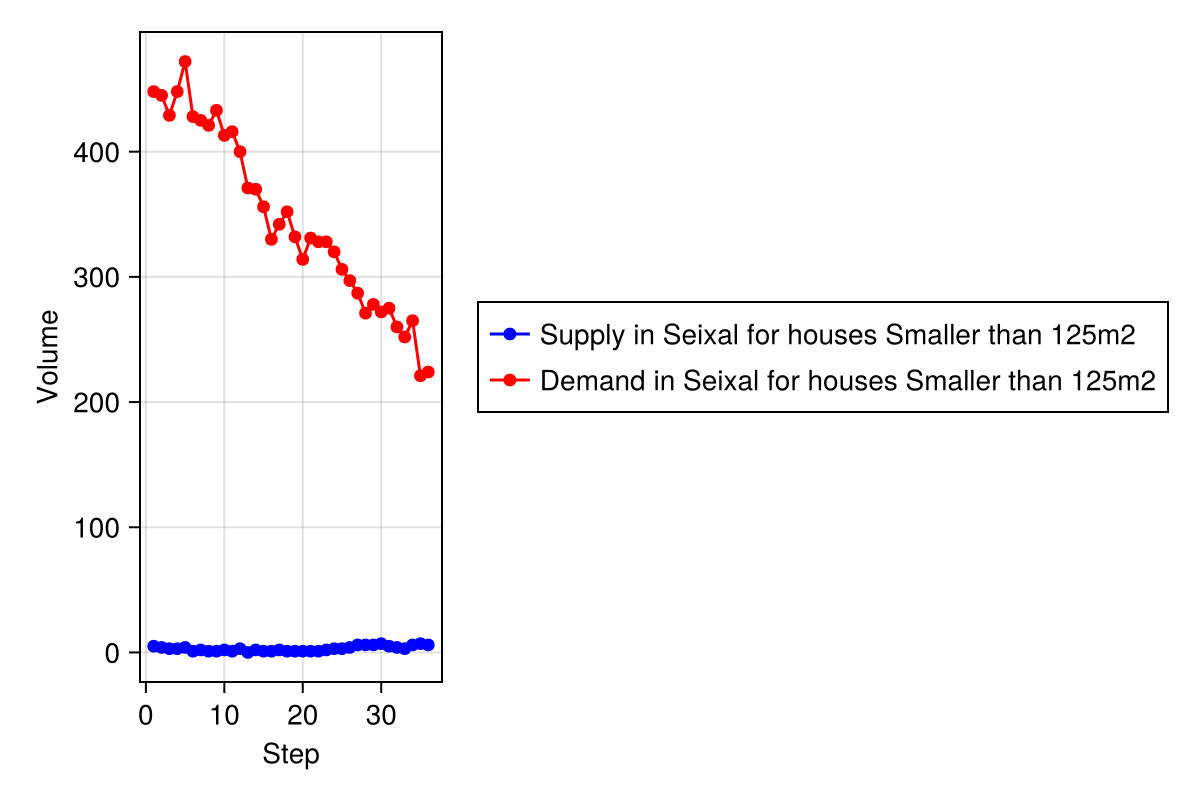 400
300
200
100
0
Volume
0 10 20 30
Step
Supply in Seixal for houses Smaller than 125m2
Demand in Seixal for houses Smaller than 125m2